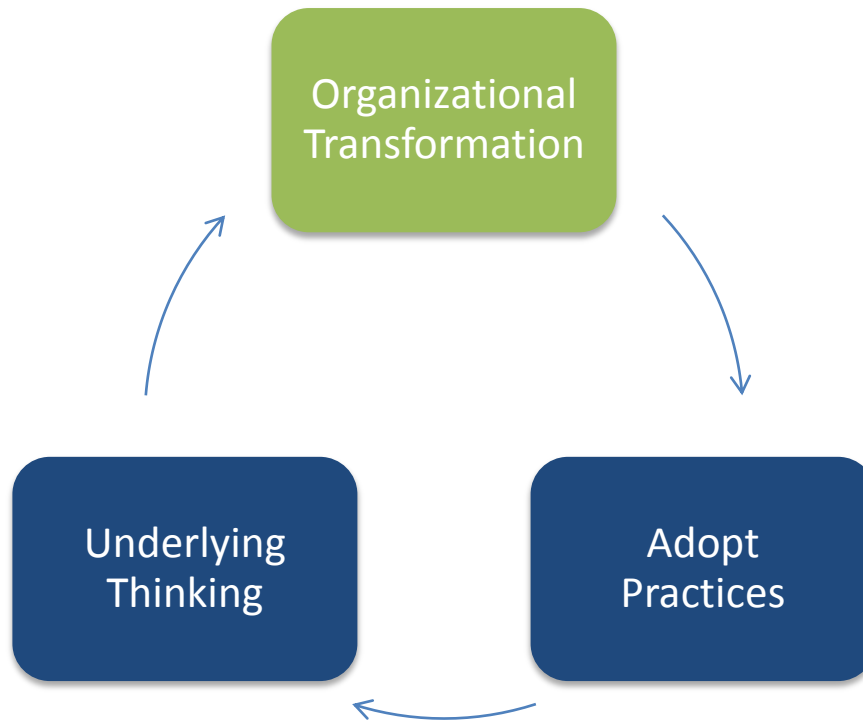 Organizational
Transformation
Underlying
Thinking
Adopt
Practices